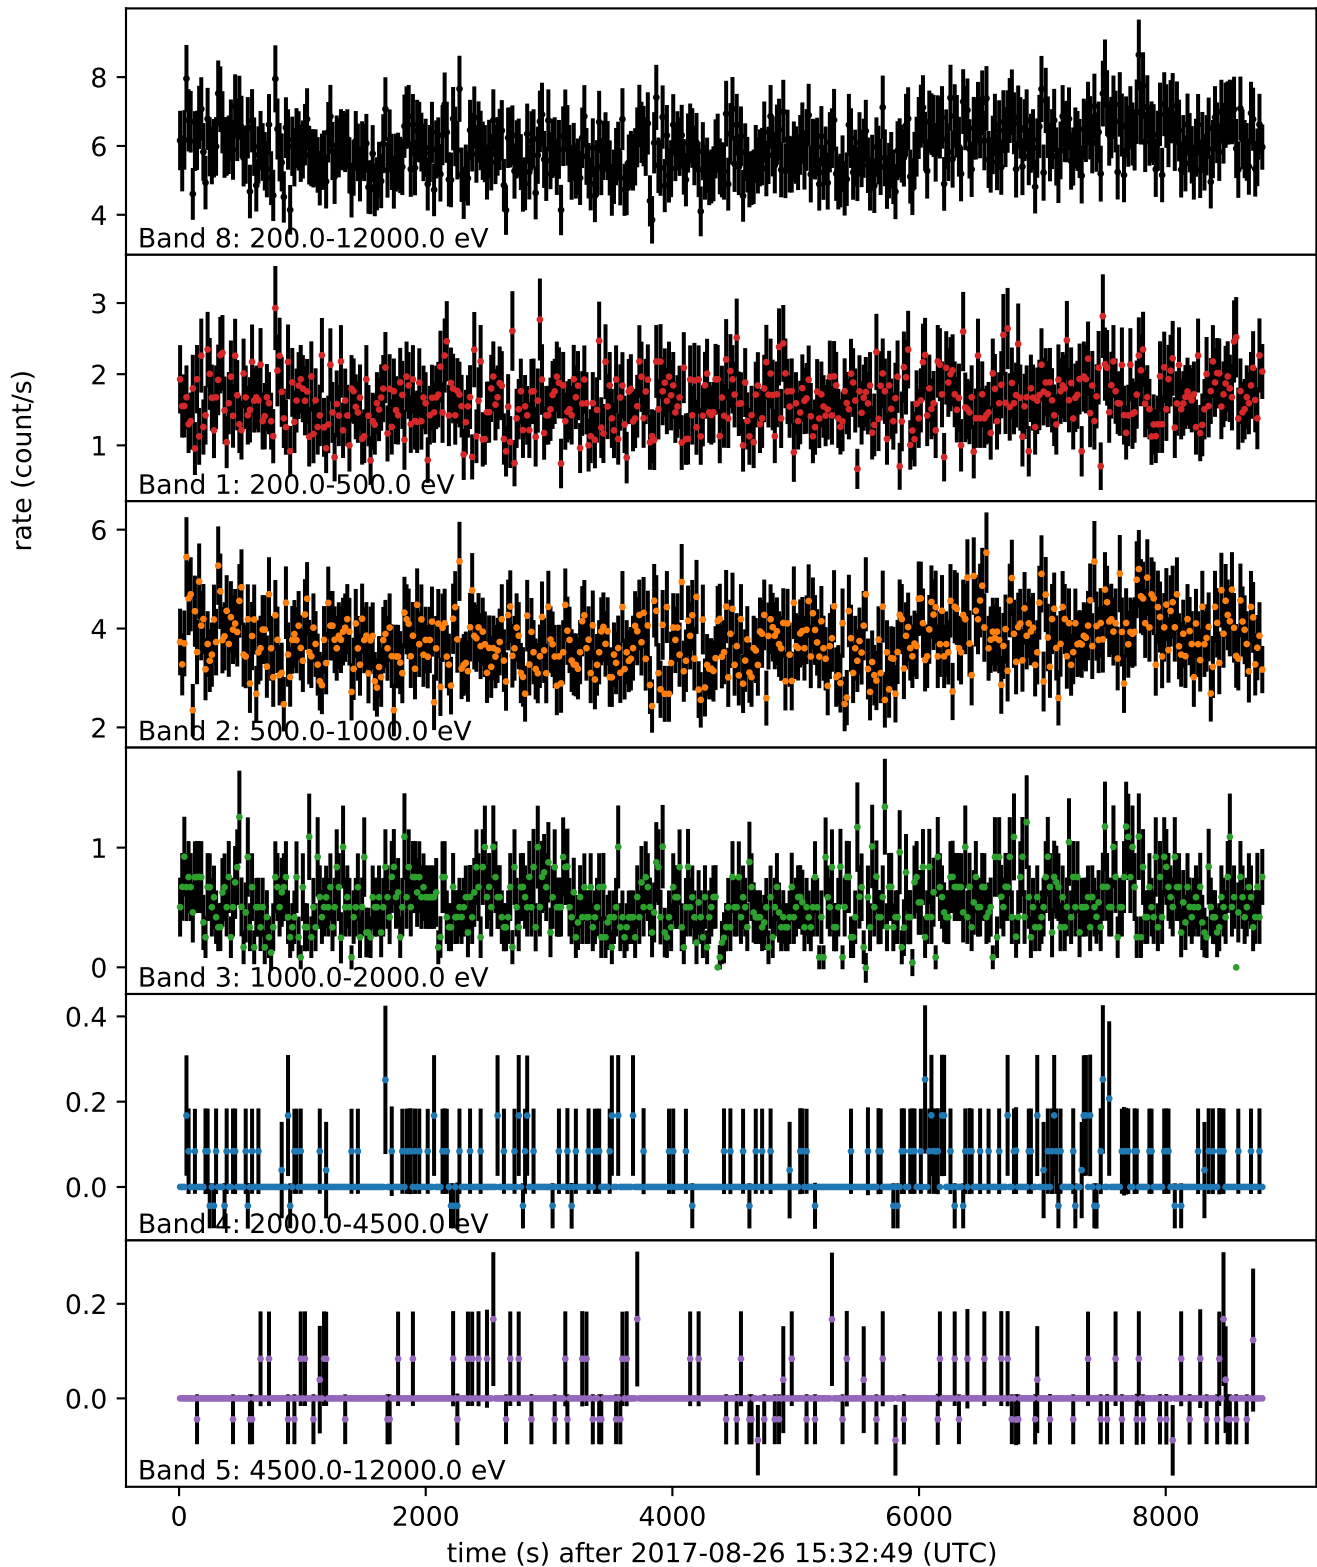 8
6
4
Band 8: 200.0-12000.0 eV
3
2
1
Band 1: 200.0-500.0 eV
rate (count/s)
6
4
2
Band 2: 500.0-1000.0 eV
1
0
Band 3: 1000.0-2000.0 eV
0.4
0.2
0.0
Band 4: 2000.0-4500.0 eV
0.2
0.0
Band 5: 4500.0-12000.0 eV
0 2000 4000 6000 8000
time (s) after 2017-08-26 15:32:49 (UTC)